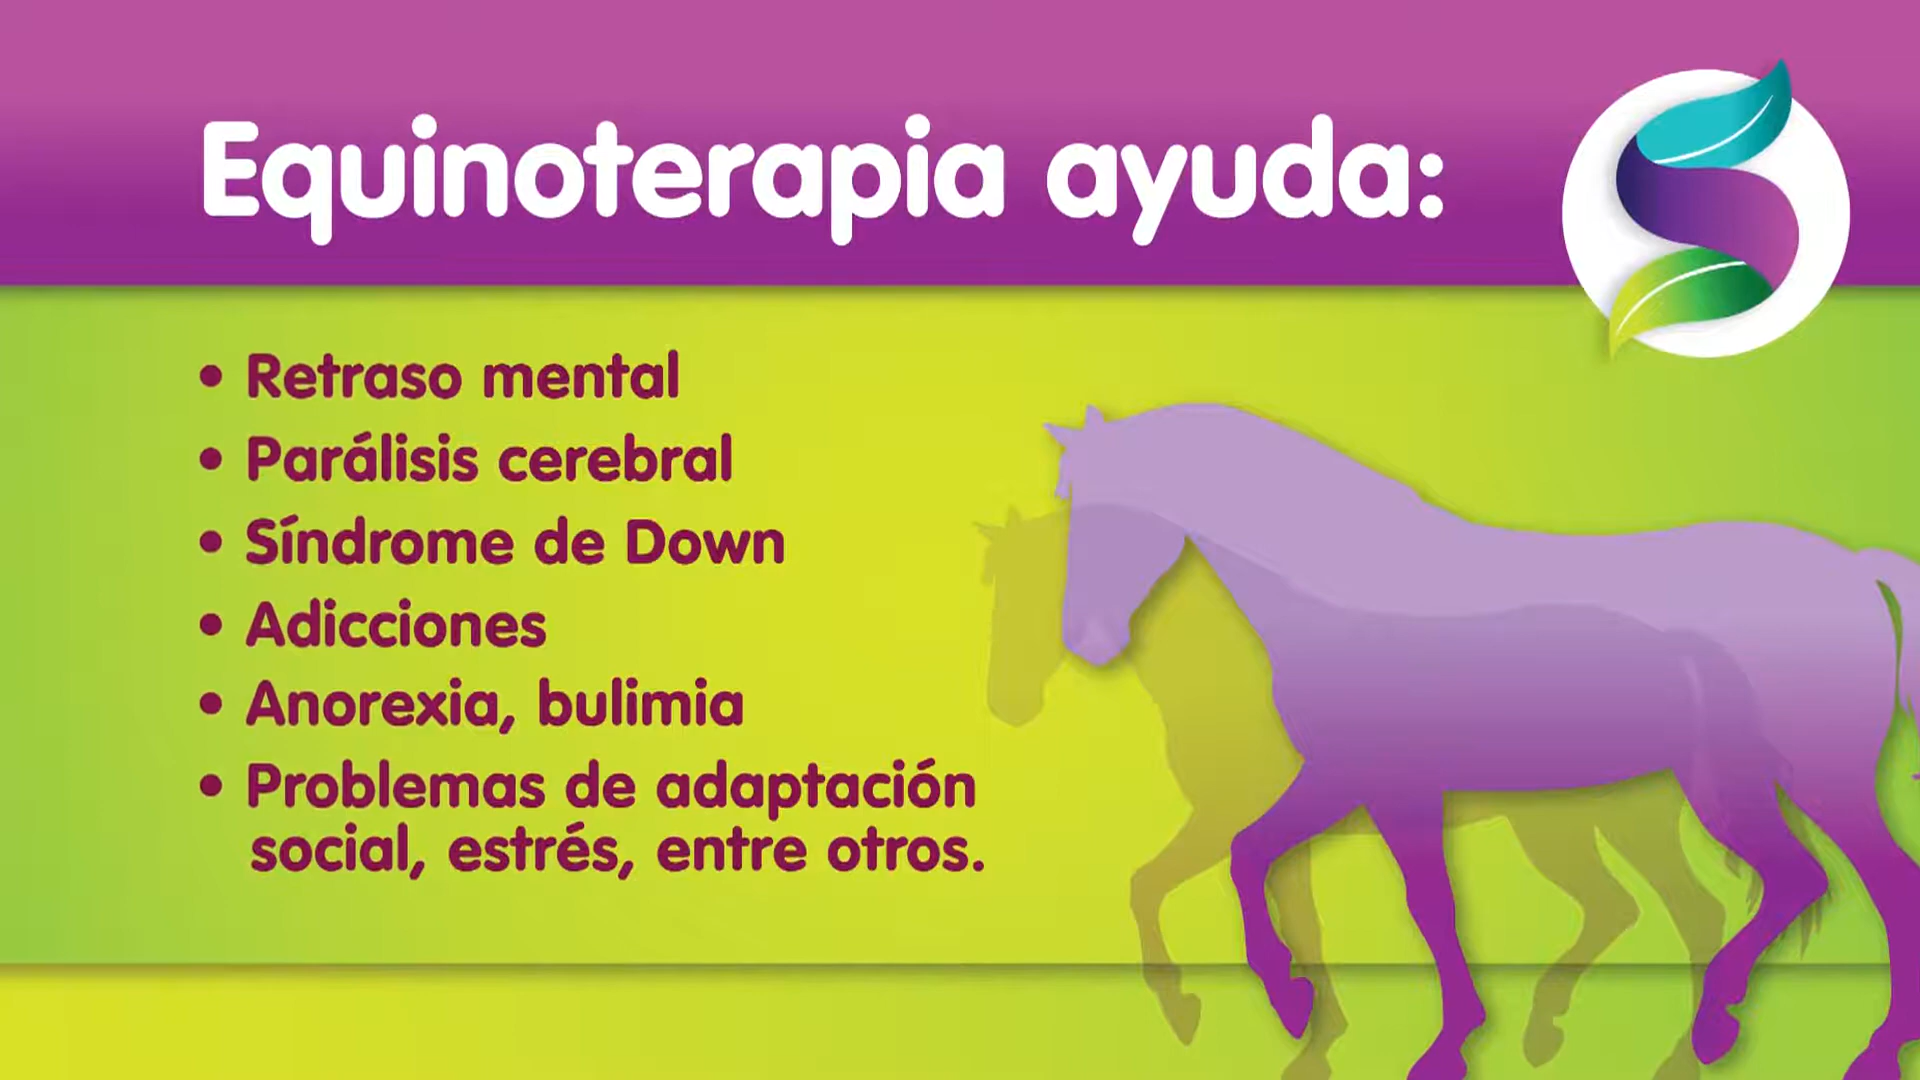 Equinoterapia ayuda:
• Retraso mental
• Parálisis cerebral
• Síndrome de Down
• Adicciones
• Anorexia, bulimia
• Problemas de adaptación
social, estrés, entre otros.